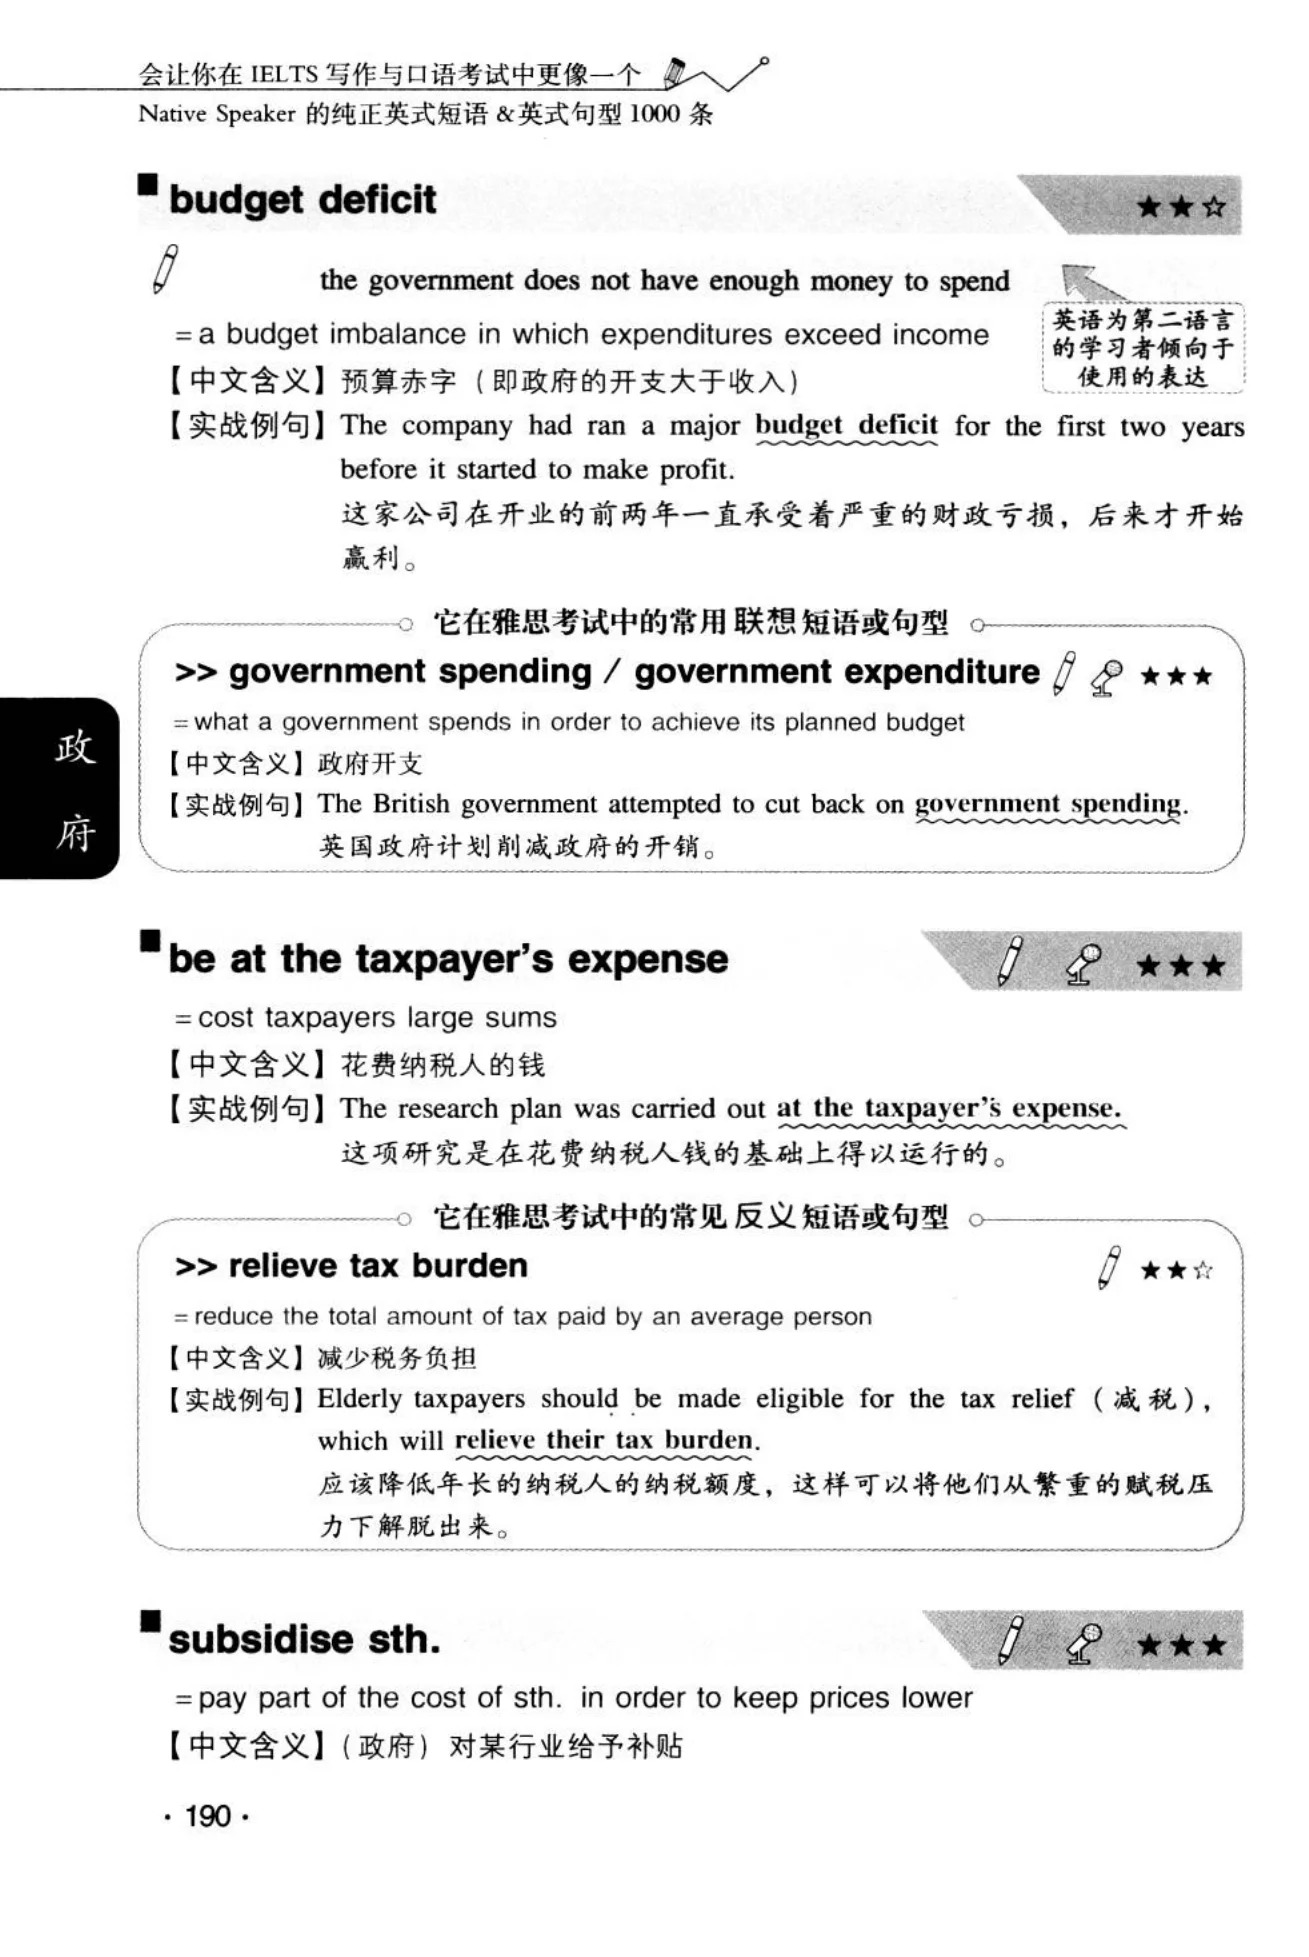 会让你在 IELTS 写作与口语考试中更像一个
Native Speaker 的纯正英式短语 & 英式句型 1000 条
budget deficit ★★☆
the government does not have enough money to spend
英语为第二语言
的学习者倾向于
使用的表达
= a budget imbalance in which expenditures exceed income
【中文含义】预算赤字（即政府的开支大于收入）
【实战例句】The company had ran a major budget deficit for the first two years
before it started to make profit.
这家公司在开业的前两年一直承受着严重的财政亏损，后来才开始
赢利。
它在雅思考试中的常用联想短语或句型
>> government spending / government expenditure ★★★
= what a government spends in order to achieve its planned budget
【中文含义】政府开支
【实战例句】The British government attempted to cut back on government spending.
英国政府计划削减政府的开销。
政
府
be at the taxpayer's expense ★★★
= cost taxpayers large sums
【中文含义】花费纳税人的钱
【实战例句】The research plan was carried out at the taxpayer's expense.
这项研究是在花费纳税人钱的基础上得以运行的。
它在雅思考试中的常见反义短语或句型
>> relieve tax burden ★★☆
= reduce the total amount of tax paid by an average person
【中文含义】减少税务负担
【实战例句】Elderly taxpayers should be made eligible for the tax relief（减税），
which will relieve their tax burden.
应该降低年长的纳税人的纳税额度，这样可以将他们从繁重的赋税压
力下解脱出来。
subsidise sth. ★★★
= pay part of the cost of sth. in order to keep prices lower
【中文含义】（政府）对某行业给予补贴
· 190 ·